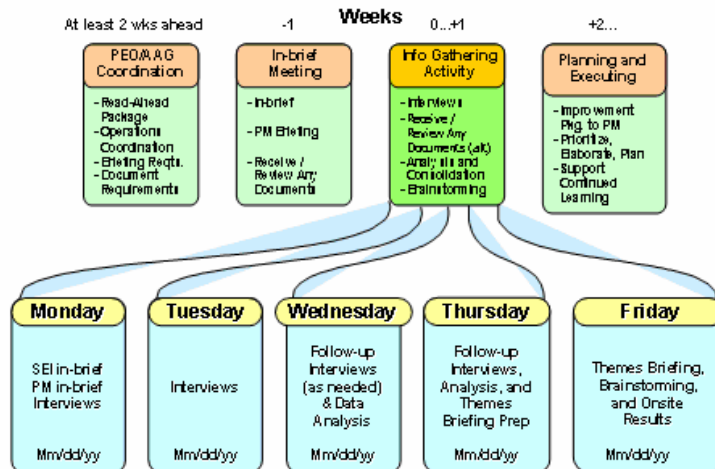 Weeks
At least 2 wks ahead
-1
0...+1
+2...
PEO/AAG
Coordination
- Read-Ahead
Package
- Operations
Coordination
- Briefing Reqts.
- Document
Requirements
In-brief
Meeting
- In-brief
- PM Briefing
- Receive /
Review Any
Documents
Info Gathering
Activity
- Interviews
- Receive /
Review Any
Documents (alt)
- Analysis and
Consolidation
- Brainstorming
Planning and
Executing
- Improvement
Pkg. to PM
- Prioritize,
Elaborate, Plan
- Support
Continued
Learning
Monday
SEI in-brief
PM in-brief
Interviews
Mm/dd/yy
Tuesday
Interviews
Mm/dd/yy
Wednesday
Follow-up
Interviews
(as needed)
& Data
Analysis
Mm/dd/yy
Thursday
Follow-up
Interviews,
Analysis, and
Themes
Briefing Prep
Mm/dd/yy
Friday
Themes Briefing,
Brainstorming,
and Onsite
Results
Mm/dd/yy